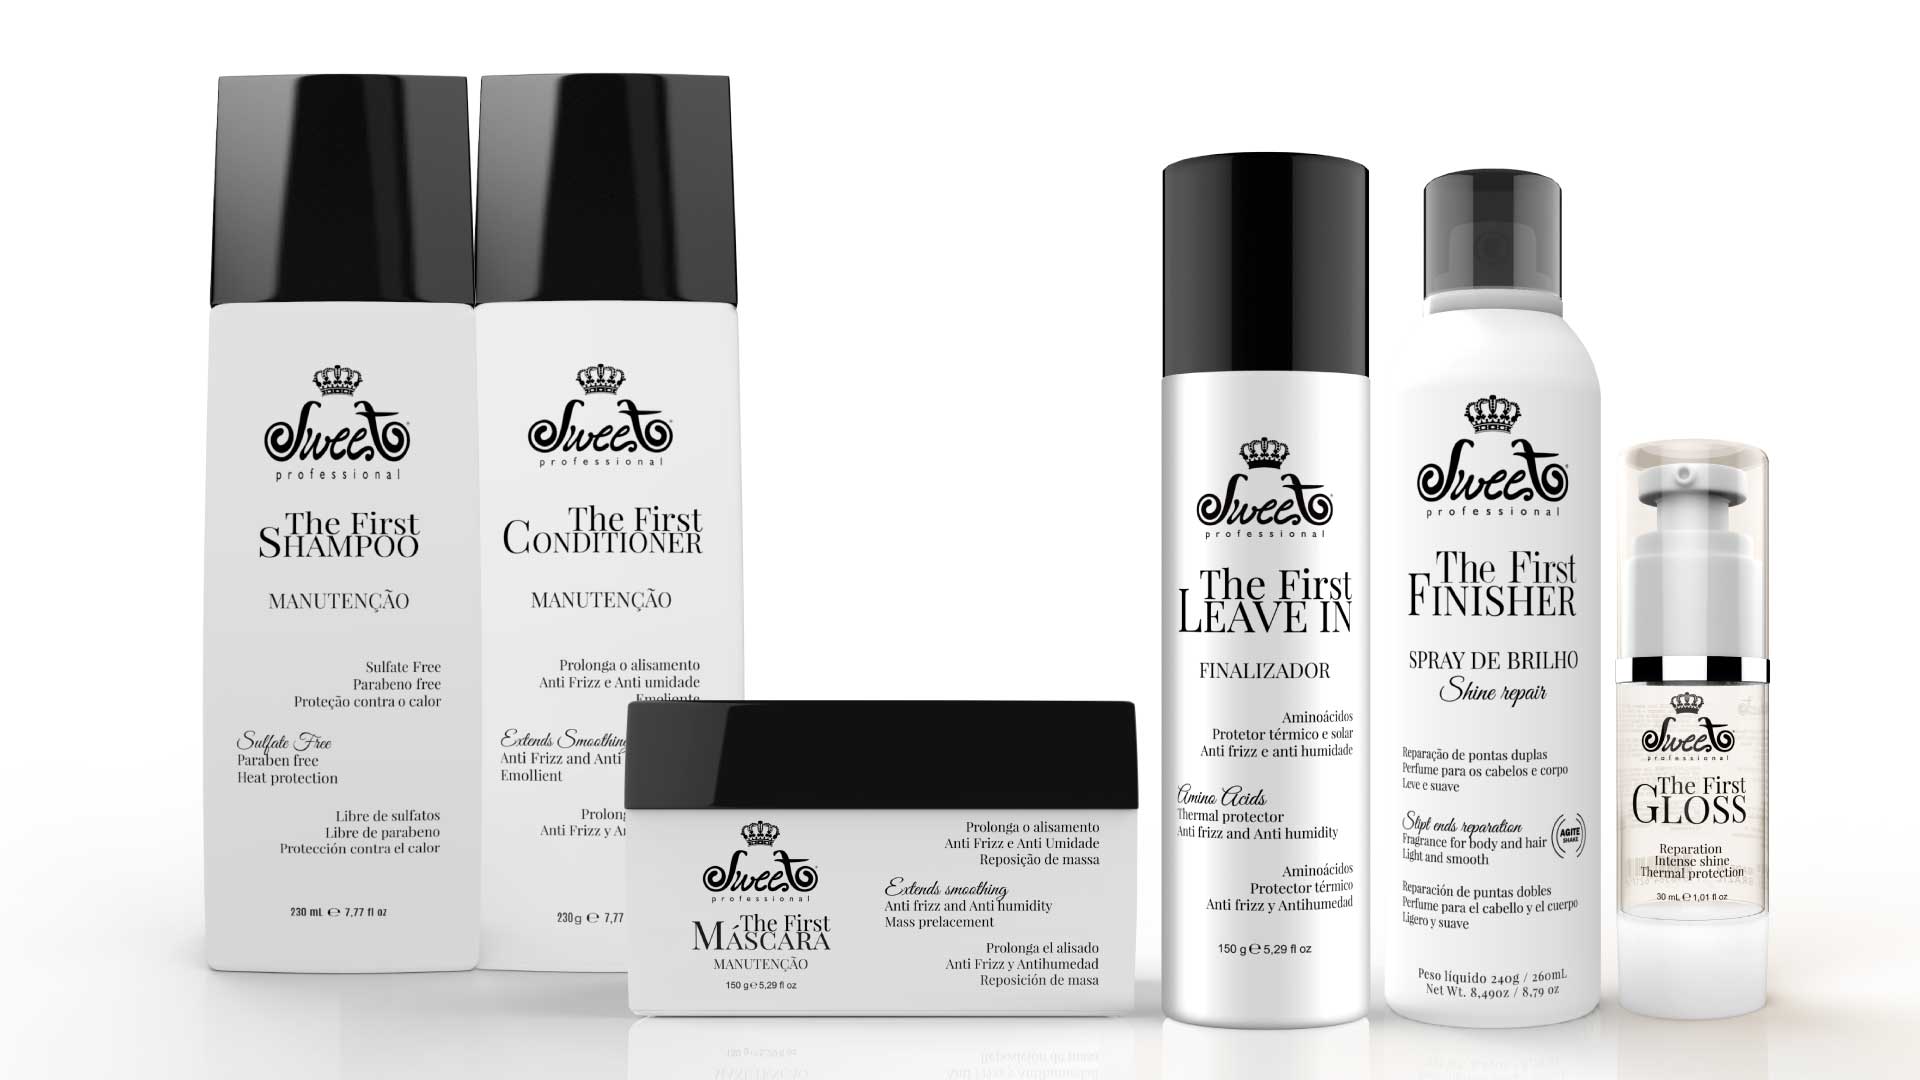 Sweet
professional
The First
SHAMPOO
MANUTENÇÃO
Sulfate Free
Parabeno free
Proteção contra o calor
Sulfate Free
Paraben free
Heat protection
Libre de sulfatos
Libre de parabeno
Protección contra el calor
230 mL ℮ 7,77 fl oz
Sweet
professional
The First
CONDITIONER
MANUTENÇÃO
Prolonga o alisamento
Anti Frizz e Anti umidade
Emoliente
Extends Smoothin
Anti Frizz and Anti
Emollient
Prolong
Anti Frizz y
230g ℮ 7,77
Sweet
professional
The First
MÁSCARA
MANUTENÇÃO
150 g ℮ 5,29 fl oz
Prolonga o alisamento
Anti Frizz e Anti Umidade
Reposição de massa
Extends smoothing
Anti frizz and Anti humidity
Mass prelacement
Prolonga el alisado
Anti Frizz y Antihumedad
Reposición de masa
Sweet
professional
The First
LEAVE IN
FINALIZADOR
Aminoácidos
Protetor térmico e solar
Anti frizz e anti humidade
Amino Acids
Thermal protector
Anti frizz and Anti humidity
Aminoácidos
Protector térmico
Anti frizz y Antihumedad
150 g ℮ 5,29 fl oz
Sweet
professional
The First
FINISHER
SPRAY DE BRILHO
Shine repair
Reparação de pontas duplas
Perfume para os cabelos e corpo
Leve e suave
Slipt ends reparation
Fragrance for body and hair
Light and smooth
AGITE
SHAKE
Reparación de puntas dobles
Perfume para el cabello y el cuerpo
Ligero y suave
Peso líquido 240g / 260mL
Net Wt. 8,49oz / 8,79 oz
Sweet
professional
The First
GLOSS
Reparation
Intense shine
Thermal protection
30 mL ℮ 1,01 fl oz